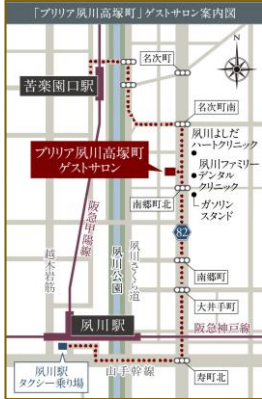 「ブリリア夙川高塚町」ゲストサロン案内図
N
名次町
苦楽園口駅
名次町南
夙川よしだ
ハートクリニック
ブリリア夙川高塚町
ゲストサロン
夙川ファミリー
デンタル
クリニック
南郷町北
ガソリン
スタンド
阪急甲陽線
82
越木岩筋
夙川公園
夙川さくら道
南郷町
大井手町
夙川駅
阪急神戸線
夙川駅
タクシー乗り場
山手幹線
寿町北